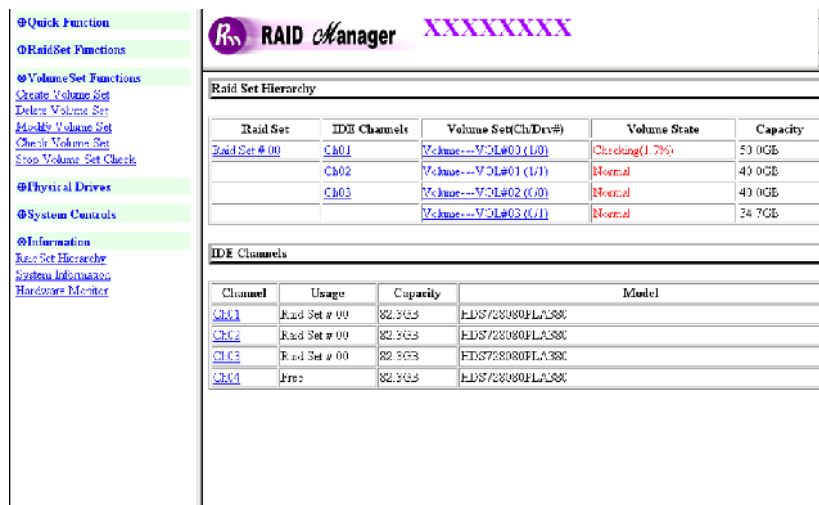 Quick Function
RaidSet Functions
VolumeSet Functions
Create Volume Set
Delete Volume Set
Modify Volume Set
Check Volume Set
Stop Volume Set Check
Physical Drives
System Controls
Information
RaidSet Hierarchy
System Information
Hardware Monitor
RAID Manager XXXXXXXX
Raid Set Hierarchy
Raid Set IDE Channels Volume Set(Ch/Drv#) Volume State Capacity
Raid Set # 00 Ch01 Checking(1.7%) 50.0GB
Ch02 Volume---VOL#01 (1/1) Normal 40.0GB
Ch03 Volume---VOL#02 (0/0) Normal 40.0GB
Volume---VOL#03 (0/1) Normal 34.7GB
IDE Channels
Channel Usage Capacity Model
Ch01 Raid Set # 00 82.3GB HDS728080PLA380
Ch02 Raid Set # 00 82.3GB HDS728080PLA380
Ch03 Raid Set # 00 82.3GB HDS728080PLA380
Ch04 Free 82.3GB HDS728080PLA380